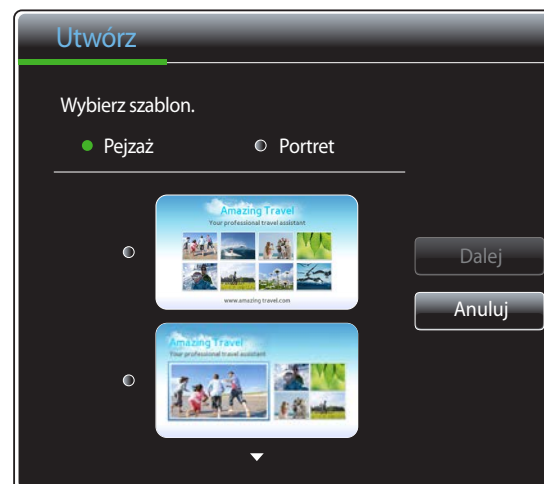 Utwórz
Wybierz szablon.
Pejzaż Portret
Amazing Travel
Your professional travel assistant
www.amazing travel.com
Dalej
Anuluj
Amazing Travel
Your professional travel assistant